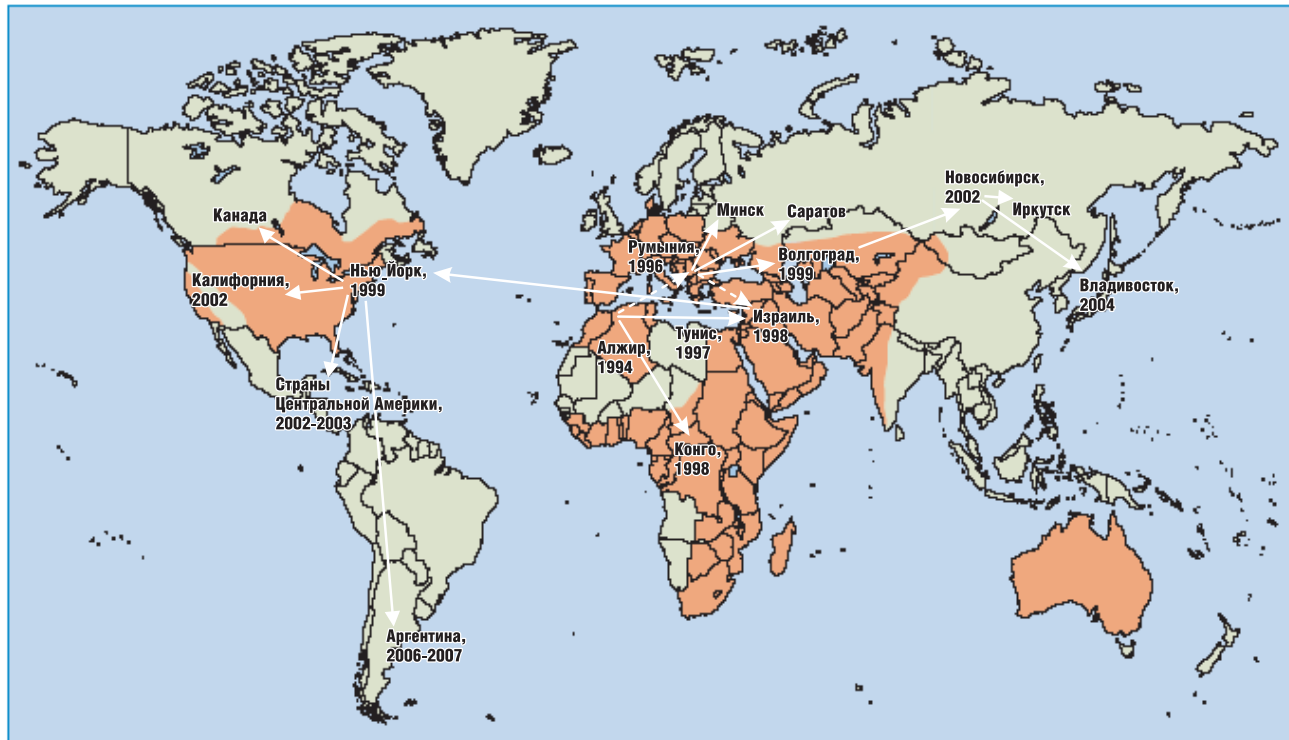 Канада
Калифорния,
2002
Нью Йорк,
1999
Страны
Центральной Америки,
2002-2003
Аргентина,
2006-2007
Минск
Саратов
Румыния,
1996
Волгоград,
1999
Новосибирск,
2002
Иркутск
Владивосток,
2004
Израиль,
1998
Тунис,
1997
Алжир,
1994
Конго,
1998